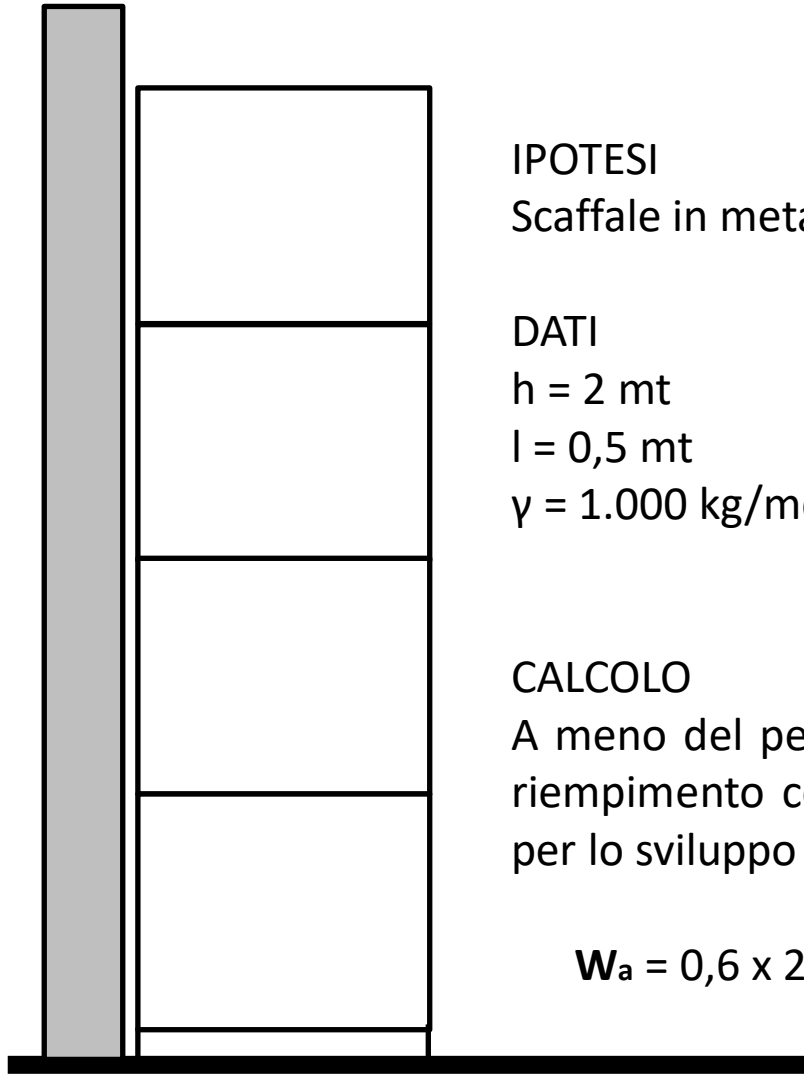 IPOTESI
Scaffale in meta
DATI
h = 2 mt
l = 0,5 mt
γ = 1.000 kg/m
CALCOLO
A meno del pe
riempimento c
per lo sviluppo
Wa = 0,6 x 2